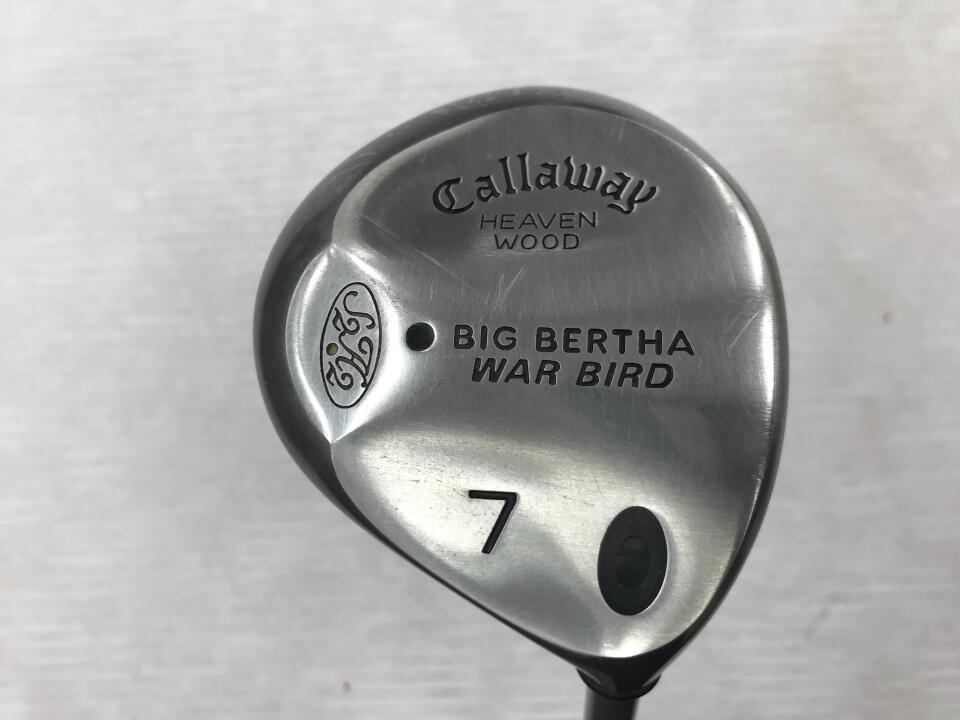 Callaway
HEAVEN
WOOD
BIG BERTHA
WAR BIRD
7